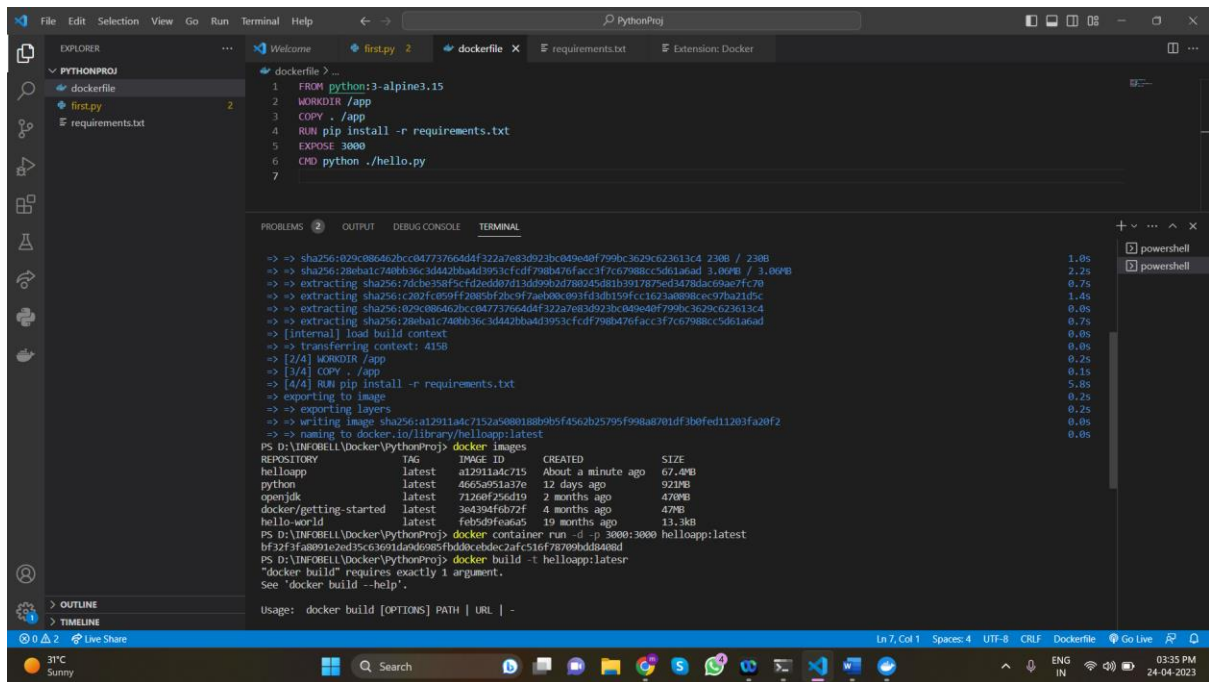 File Edit Selection View Go Run Terminal Help
PythonProj
EXPLORER
Welcome
first.py 2
dockerfile
requirements.txt
Extension: Docker
PYTHONPROJ
dockerfile
first.py 2
requirements.txt
dockerfile > ...
1 FROM python:3-alpine3.15
2 WORKDIR /app
3 COPY . /app
4 RUN pip install -r requirements.txt
5 EXPOSE 3000
6 CMD python ./hello.py
7
PROBLEMS 2 OUTPUT DEBUG CONSOLE TERMINAL
powershell
powershell
=> => sha256:029c086462bcc047737664d4f322a7e83d923bc049e40f799bc3629c623613c4 230B / 230B 1.0s
=> => sha256:28eba1c740bb36c3d442bba4d3953cfcdf798b476facc3f7c67988cc5d61a6ad 3.06MB / 3.06MB 2.2s
=> => extracting sha256:7dcbe358f5cfd2edd07d13dd99b2d780245d81b3917875ed3478dac69ae7fc70 0.7s
=> => extracting sha256:c202fc059ff2085bf2bc9f7aeb00c093fd3db159fcc1623a0898cec97ba21d5c 1.4s
=> => extracting sha256:029c086462bcc047737664d4f322a7e83d923bc049e40f799bc3629c623613c4 0.0s
=> => extracting sha256:28eba1c740bb36c3d442bba4d3953cfcdf798b476facc3f7c67988cc5d61a6ad 0.7s
=> [internal] load build context 0.0s
=> => transferring context: 415B 0.0s
=> [2/4] WORKDIR /app 0.2s
=> [3/4] COPY . /app 0.1s
=> [4/4] RUN pip install -r requirements.txt 5.8s
=> exporting to image 0.2s
=> => exporting layers 0.2s
=> => writing image sha256:a12911a4c7152a5080188b9b5f4562b25795f998a8701df3b0fed11203fa20f2 0.0s
=> => naming to docker.io/library/helloapp:latest 0.0s
PS D:\INFOBELL\Docker\PythonProj> docker images
REPOSITORY TAG IMAGE ID CREATED SIZE
helloapp latest a12911a4c715 About a minute ago 67.4MB
python latest 4665a951a37e 12 days ago 921MB
openjdk latest 71260f256d19 2 months ago 470MB
docker/getting-started latest 3e4394f6b72f 4 months ago 47MB
hello-world latest feb5d9fea6a5 19 months ago 13.3kB
PS D:\INFOBELL\Docker\PythonProj> docker container run -d -p 3000:3000 helloapp:latest
bf32f3fa8091e2ed35c63691da9d6985fbdd0cebdec2afc516f78709bdd8408d
PS D:\INFOBELL\Docker\PythonProj> docker build -t helloapp:latesr
"docker build" requires exactly 1 argument.
See 'docker build --help'.
Usage: docker build [OPTIONS] PATH | URL | -
OUTLINE
TIMELINE
0 2 Live Share
Ln 7, Col 1 Spaces: 4 UTF-8 CRLF Dockerfile Go Live
31°C
Sunny
Search
ENG
IN
03:35 PM
24-04-2023